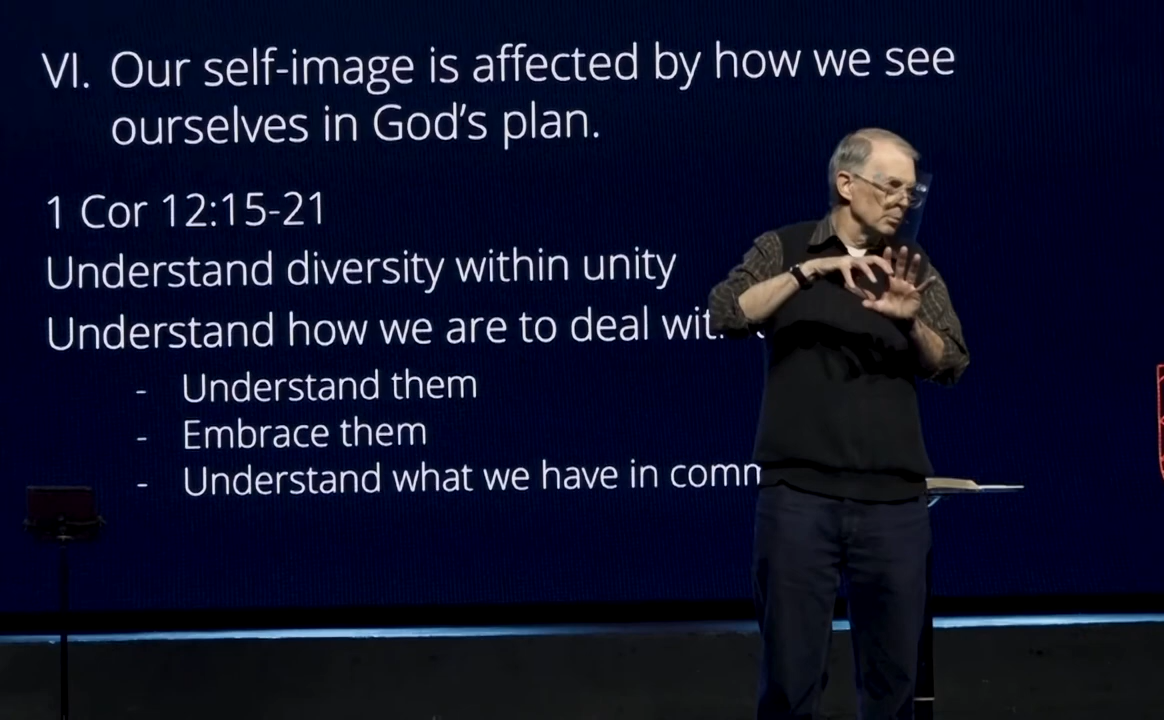 VI. Our self-image is affected by how we see
ourselves in God's plan.
1 Cor 12:15-21
Understand diversity within unity
Understand how we are to deal
- Understand them
- Embrace them
- Understand what we have in